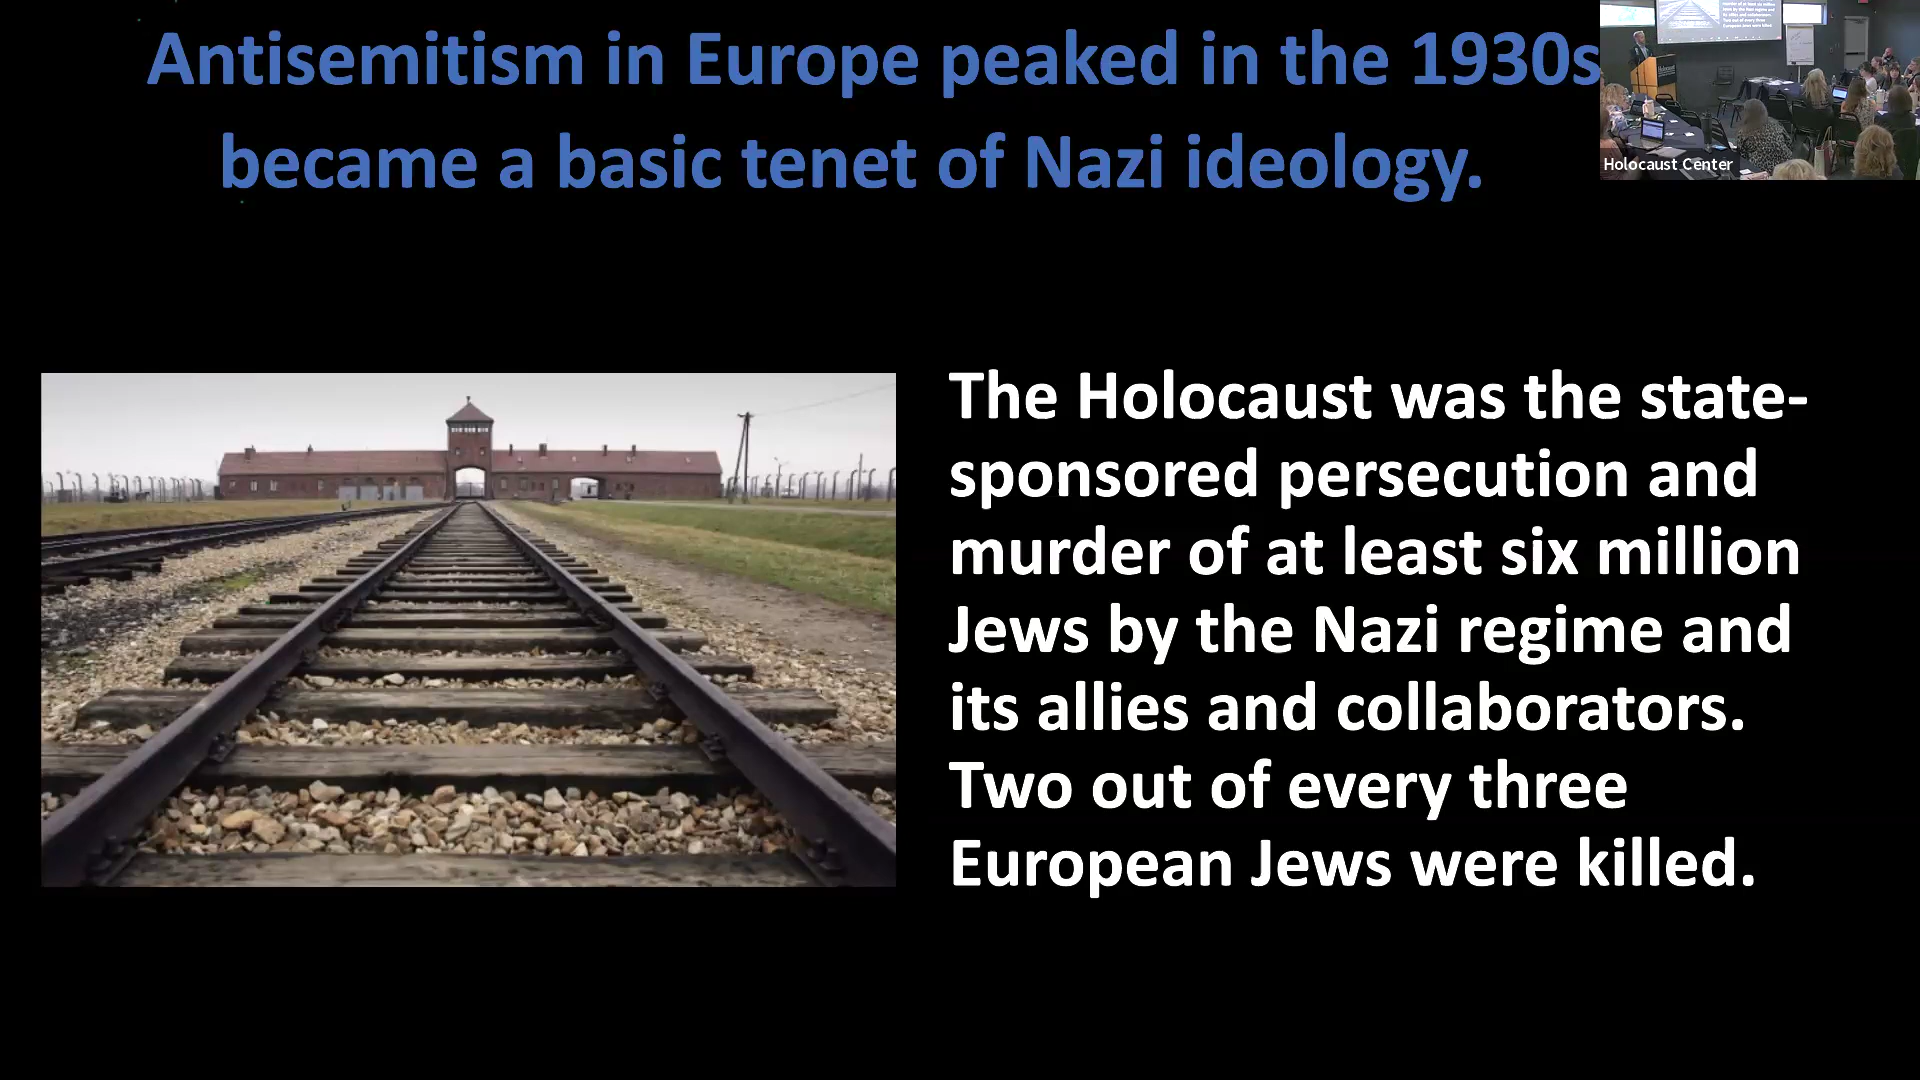 Antisemitism in Europe peaked in the 1930s
became a basic tenet of Nazi ideology.
Holocaust Center
The Holocaust was the state-
sponsored persecution and
murder of at least six million
Jews by the Nazi regime and
its allies and collaborators.
Two out of every three
European Jews were killed.